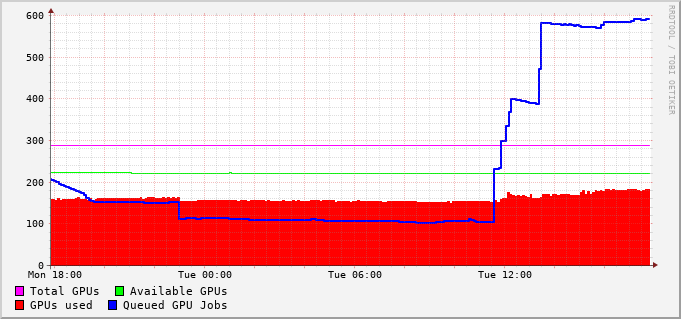 600
500
400
300
200
100
0
Mon 18:00 Tue 00:00 Tue 06:00 Tue 12:00
Total GPUs Available GPUs
GPUs used Queued GPU Jobs
RRDTOOL / TOBI OETIKER